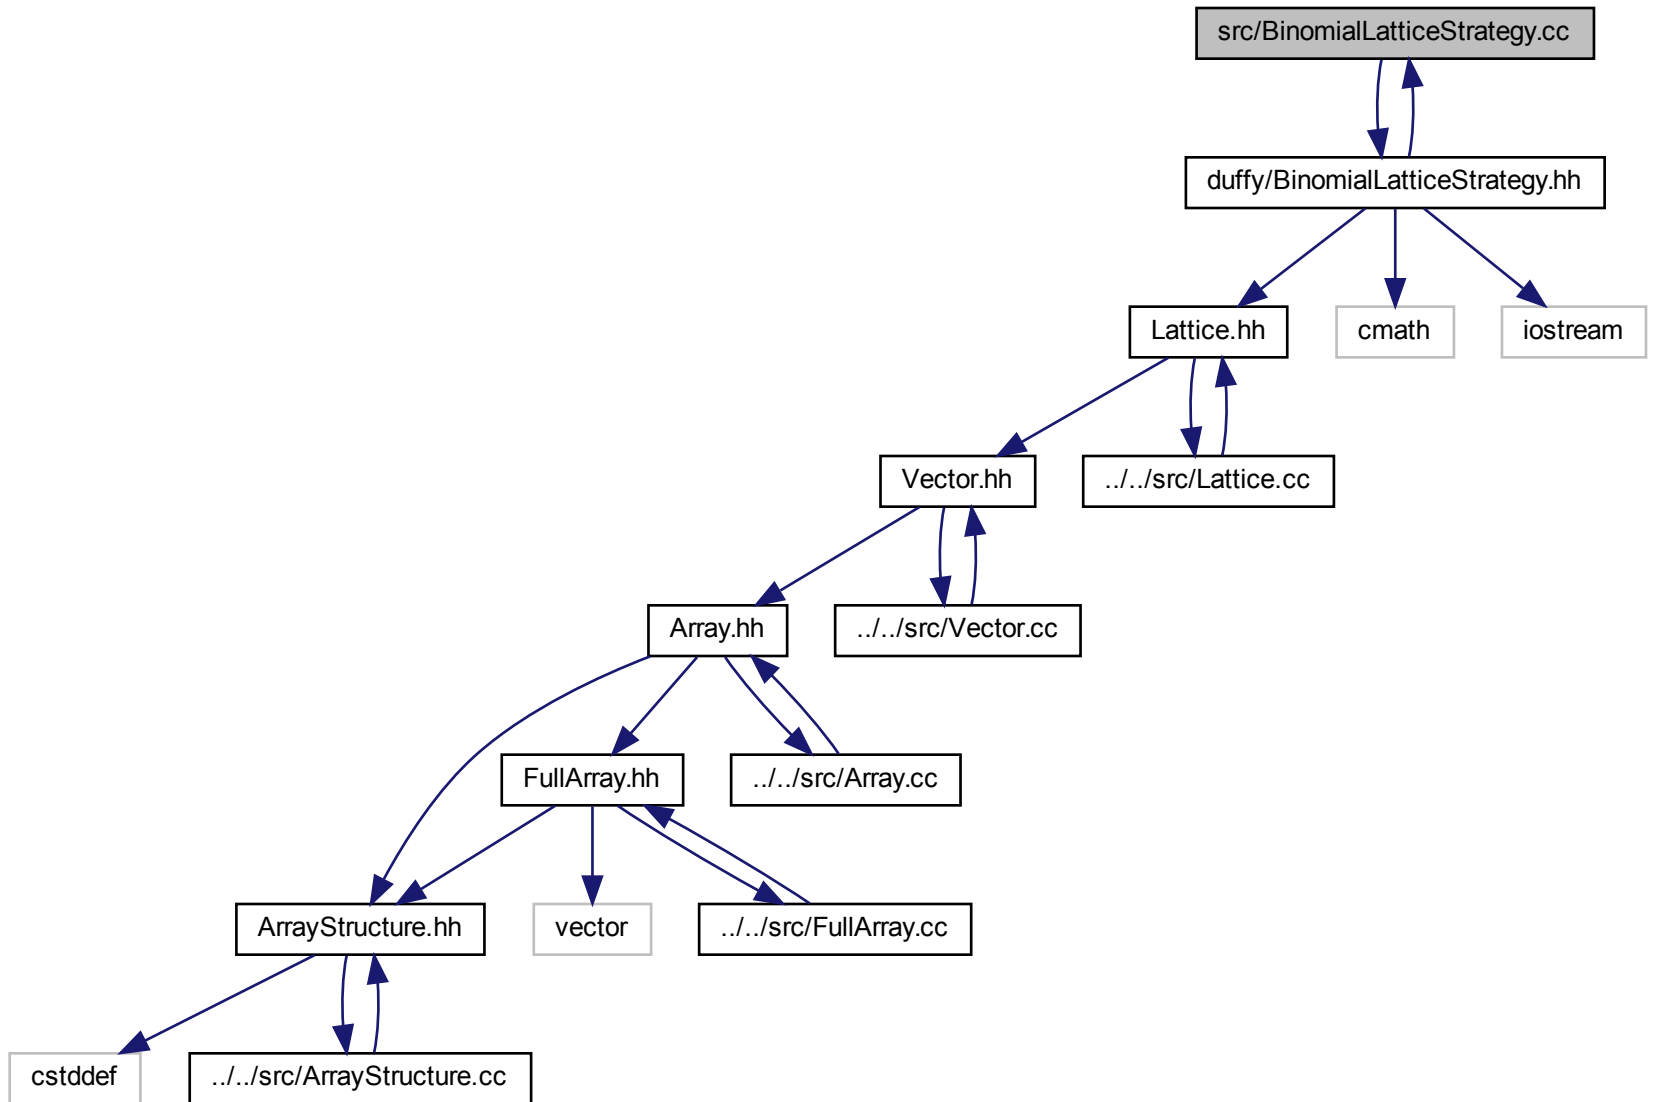 src/BinomialLatticeStrategy.cc
duffy/BinomialLatticeStrategy.hh
Lattice.hh
cmath
iostream
Vector.hh
../../src/Lattice.cc
Array.hh
../../src/Vector.cc
FullArray.hh
../../src/Array.cc
ArrayStructure.hh
vector
../../src/FullArray.cc
cstddef
../../src/ArrayStructure.cc